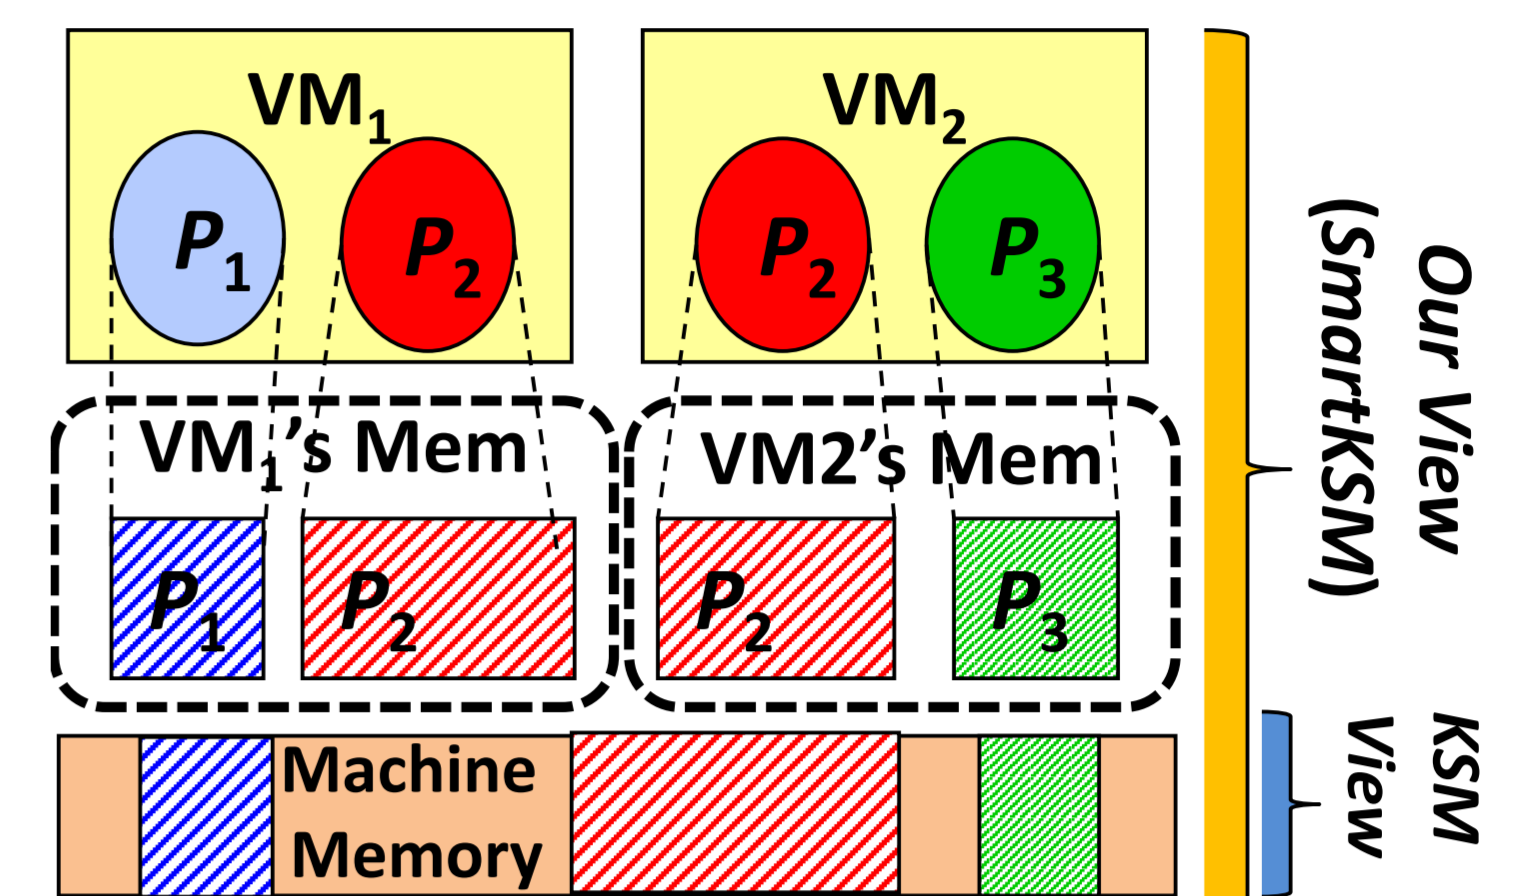 VM₁
VM₂
P₁
P₂
P₂
P₃
VM₁’s Mem
VM2’s Mem
P₁
P₂
P₂
P₃
Machine
Memory
Our View
(SmartKSM)
KSM
View